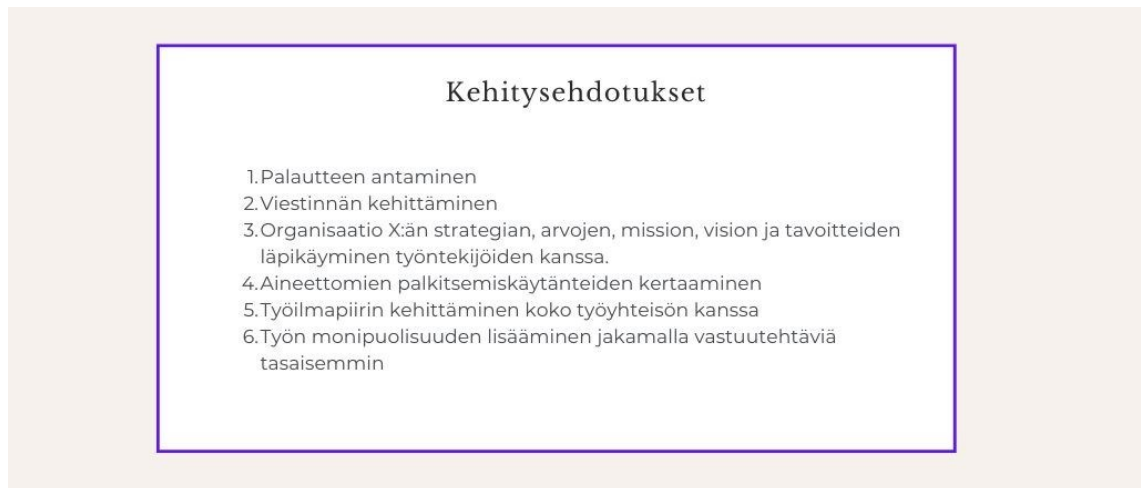 Kehitysehdotukset
1. Palautteen antaminen
2. Viestinnän kehittäminen
3. Organisaatio X:än strategian, arvojen, mission, vision ja tavoitteiden
läpikäyminen työntekijöiden kanssa.
4. Aineettomien palkitsemiskäytänteiden kertaaminen
5. Työilmapiirin kehittäminen koko työyhteisön kanssa
6. Työn monipuolisuuden lisääminen jakamalla vastuutehtäviä
tasaisemmin